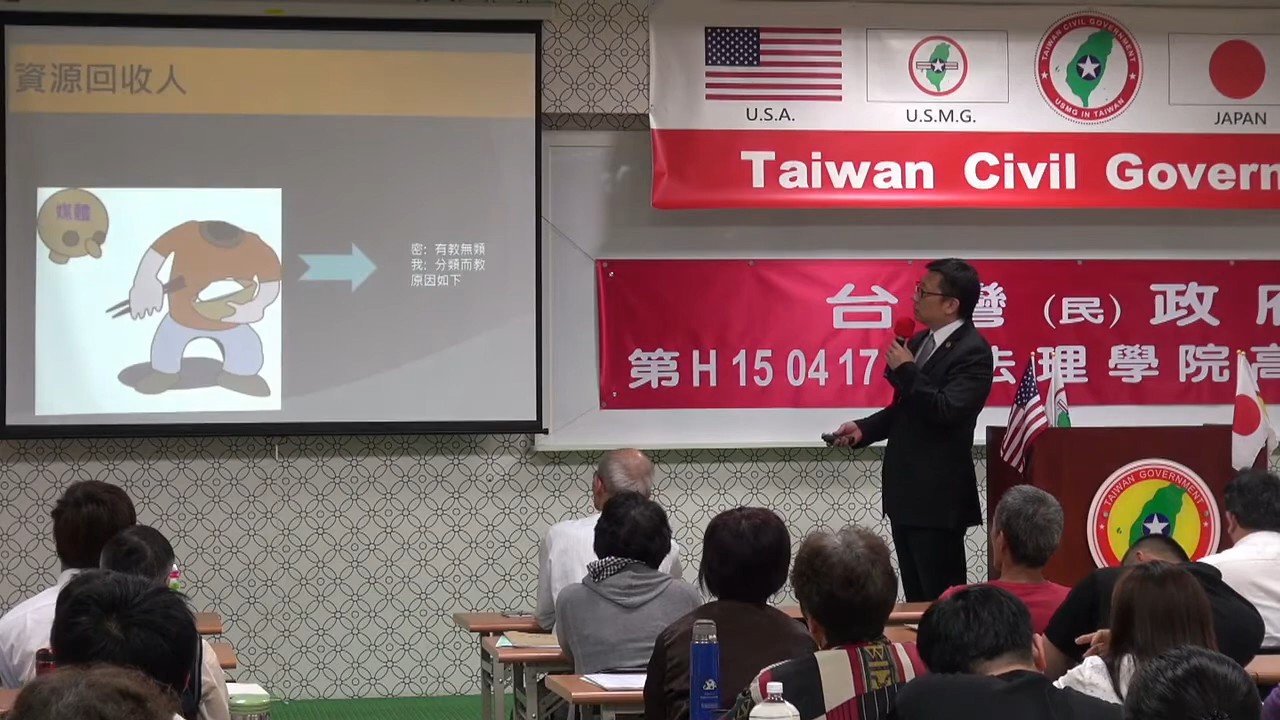 資源回收人
媒體
密: 有教無類
我: 分類而教
原因如下
U.S.A.
U.S.M.G.
TAIWAN CIVIL GOVERNMENT
USMG IN TAIWAN
JAPAN
Taiwan Civil Govern
台灣(民)政府
第H 15 04 17 法理學院高
TAIWAN GOVERNMENT